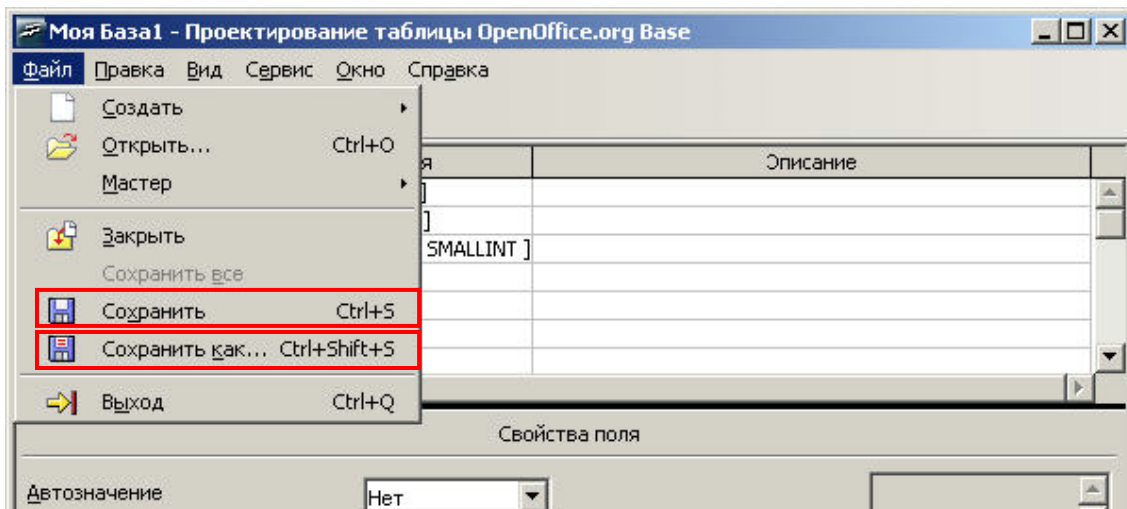 Моя База1 - Проектирование таблицы OpenOffice.org Base
Файл Правка Вид Сервис Окно Справка
Создать
Открыть... Ctrl+O
я Описание
Мастер
]
]
Закрыть
SMALLINT ]
Сохранить все
Сохранить Ctrl+S
Сохранить как... Ctrl+Shift+S
Выход Ctrl+Q
Свойства поля
Автозначение Нет